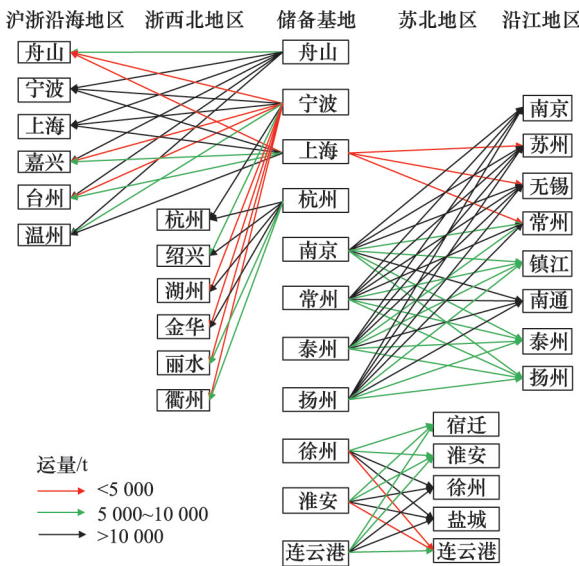 沪浙沿海地区 浙西北地区 储备基地 苏北地区 沿江地区
舟山
宁波
上海
嘉兴
台州
温州
杭州
绍兴
湖州
金华
丽水
衢州
舟山
宁波
上海
杭州
南京
常州
泰州
扬州
徐州
淮安
连云港
宿迁
淮安
徐州
盐城
连云港
南京
苏州
无锡
常州
镇江
南通
泰州
扬州
运量/t
<5 000
5 000~10 000
>10 000